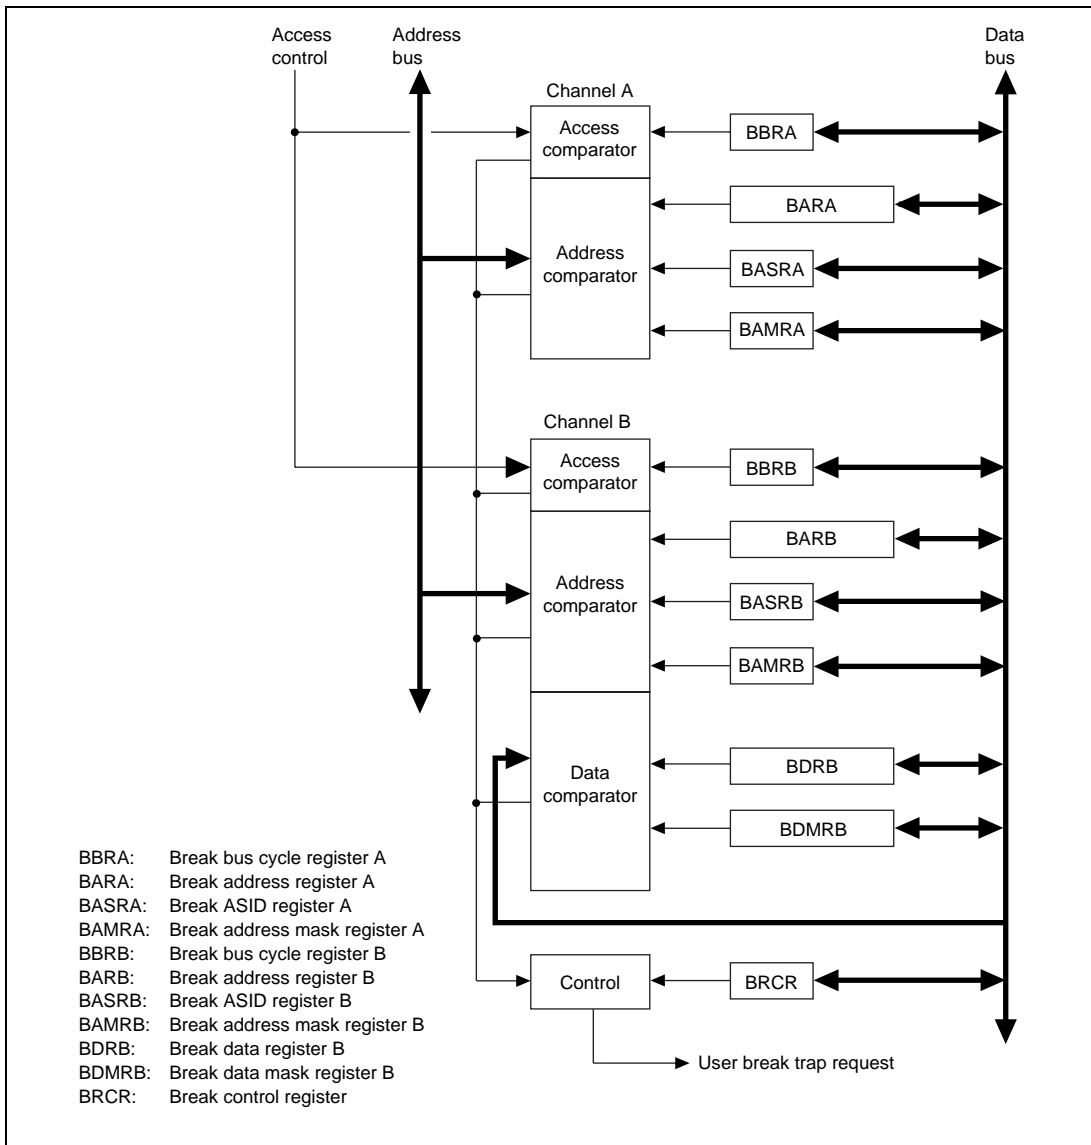 Access
control
Address
bus
Data
bus
Channel A
Access
comparator
BBRA
BARA
Address
comparator
BASRA
BAMRA
Channel B
Access
comparator
BBRB
BARB
Address
comparator
BASRB
BAMRB
Data
comparator
BDRB
BDMRB
Control
BRCR
User break trap request
BBRA: Break bus cycle register A
BARA: Break address register A
BASRA: Break ASID register A
BAMRA: Break address mask register A
BBRB: Break bus cycle register B
BARB: Break address register B
BASRB: Break ASID register B
BAMRB: Break address mask register B
BDRB: Break data register B
BDMRB: Break data mask register B
BRCR: Break control register